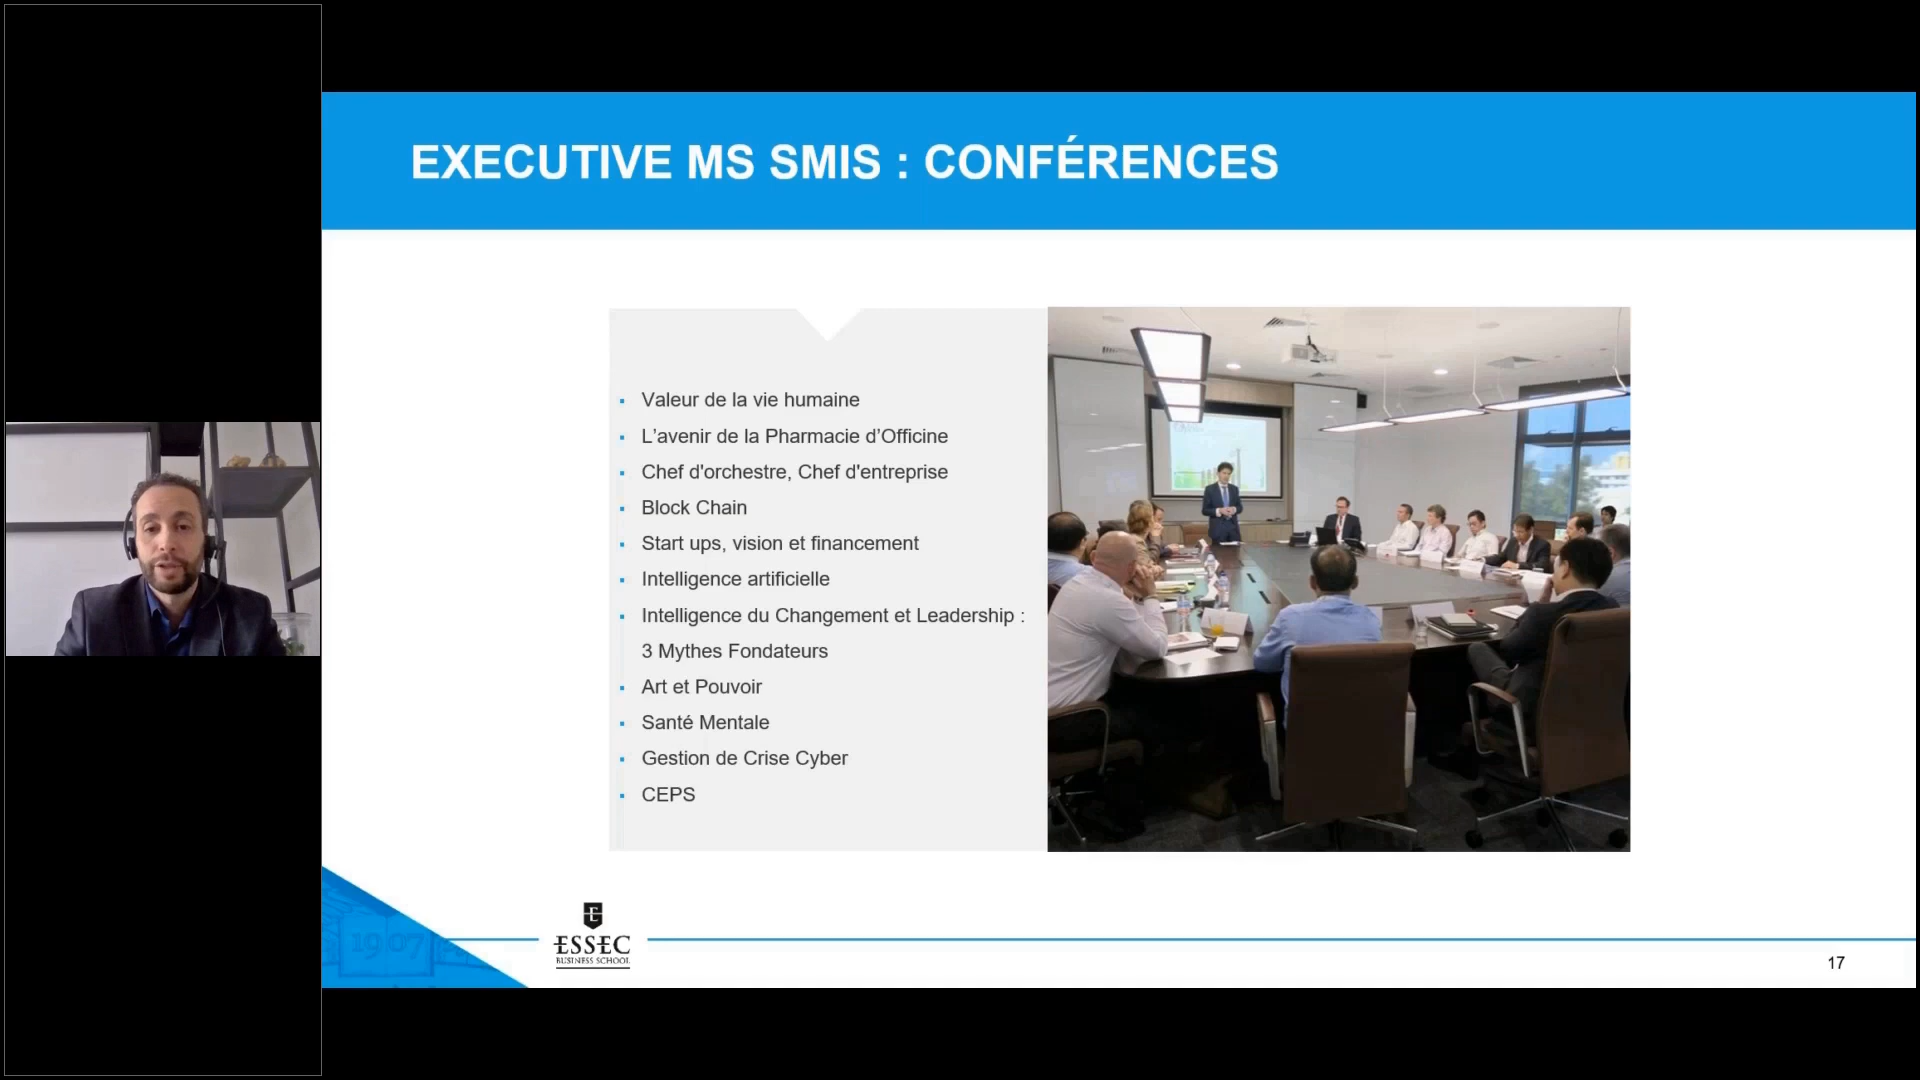 EXECUTIVE MS SMIS : CONFÉRENCES
Valeur de la vie humaine
L’avenir de la Pharmacie d’Officine
Chef d'orchestre, Chef d'entreprise
Block Chain
Start ups, vision et financement
Intelligence artificielle
Intelligence du Changement et Leadership :
3 Mythes Fondateurs
Art et Pouvoir
Santé Mentale
Gestion de Crise Cyber
CEPS
1907
ESSEC
BUSINESS SCHOOL
17